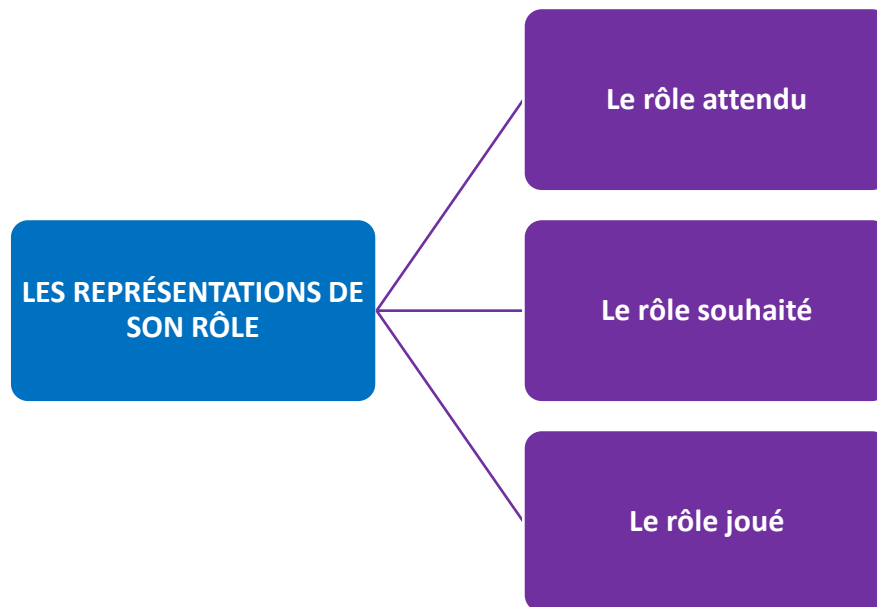 LES REPRÉSENTATIONS DE
SON RÔLE
Le rôle attendu
Le rôle souhaité
Le rôle joué